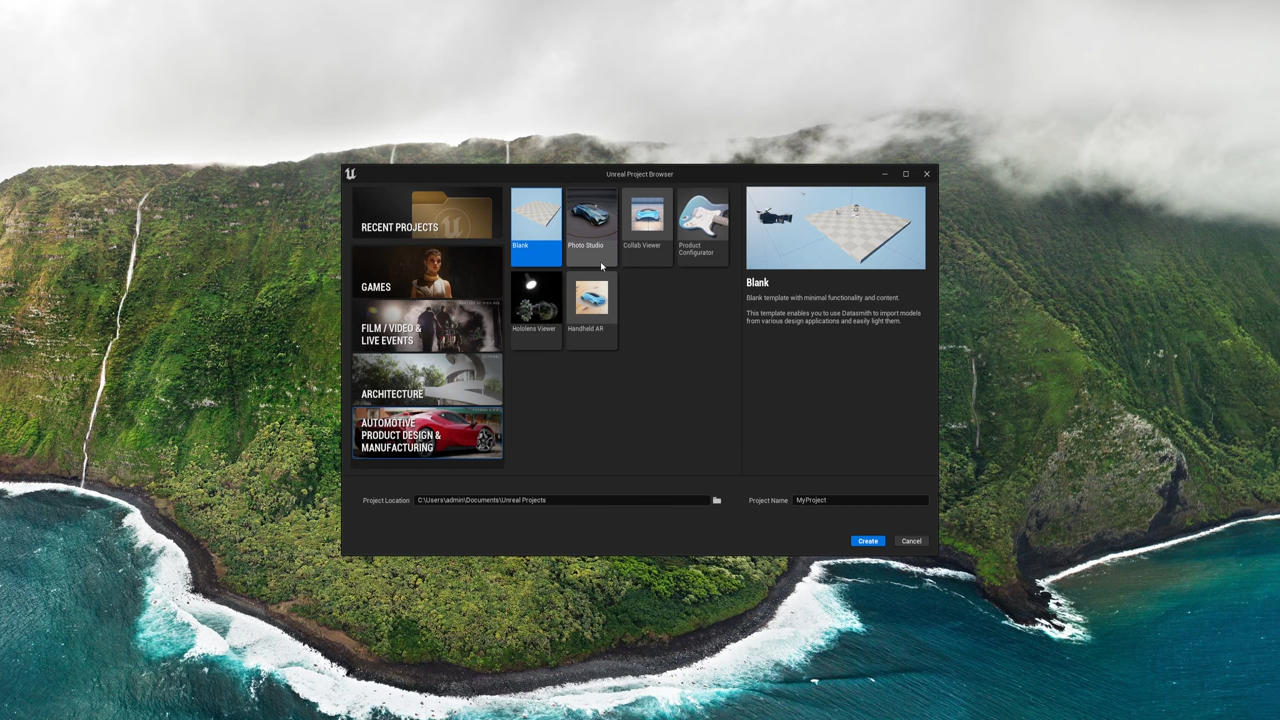 Unreal Project Browser
RECENT PROJECTS
GAMES
FILM / VIDEO &
LIVE EVENTS
ARCHITECTURE
AUTOMOTIVE
PRODUCT DESIGN &
MANUFACTURING
Blank
Photo Studio
Collab Viewer
Product
Configurator
Hololens Viewer
Handheld AR
Blank
Blank template with minimal functionality and content.
This template enables you to use Datasmith to import models
from various design applications and easily light them.
Project Location
C:\Users\admin\Documents\Unreal Projects
Project Name
MyProject
Create
Cancel